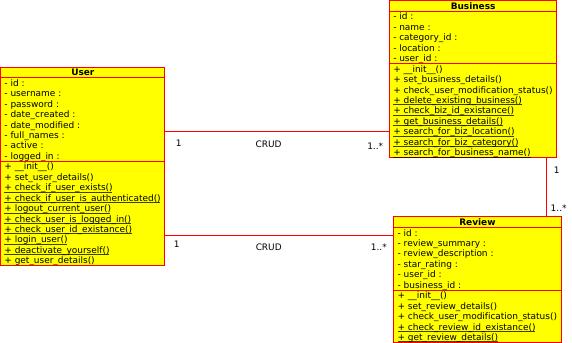 Business
- id :
- name :
- category_id :
- location :
- user_id :
+ __init__()
+ set_business_details()
+ check_user_modification_status()
+ delete_existing_business()
+ check_biz_id_existance()
+ get_business_details()
+ search_for_biz_location()
+ search_for_biz_category()
+ search_for_business_name()
User
- id :
- username :
- password :
- date_created :
- date_modified :
- full_names :
- active :
- logged_in :
+ __init__()
+ set_user_details()
+ check_if_user_exists()
+ check_if_user_is_authenticated()
+ logout_current_user()
+ check_user_is_logged_in()
+ check_user_id_existance()
+ login_user()
+ deactivate_yourself()
+ get_user_details()
1
CRUD
1..*
1
1..*
1
CRUD
1..*
Review
- id :
- review_summary :
- review_description :
- star_rating :
- user_id :
- business_id :
+ __init__()
+ set_review_details()
+ check_user_modification_status()
+ check_review_id_existance()
+ get_review_details()